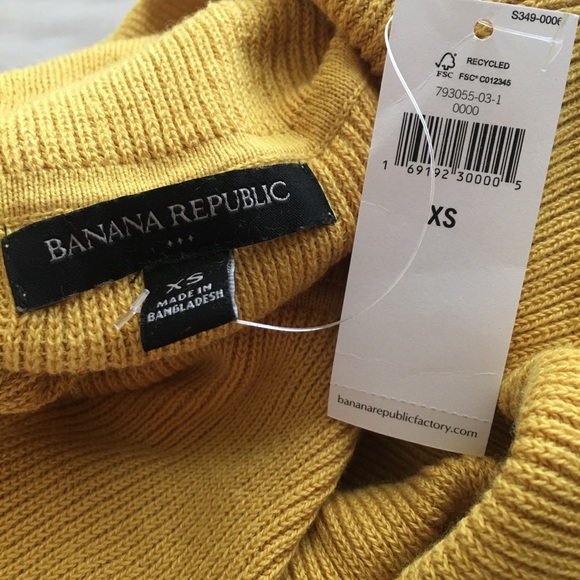 BANANA REPUBLIC
XS
MADE IN
BANGLADESH
S349-0006
RECYCLED
FSC
FSC® C012345
793055-03-1
0000
1 69192 30000 5
XS
bananarepublicfactory.com